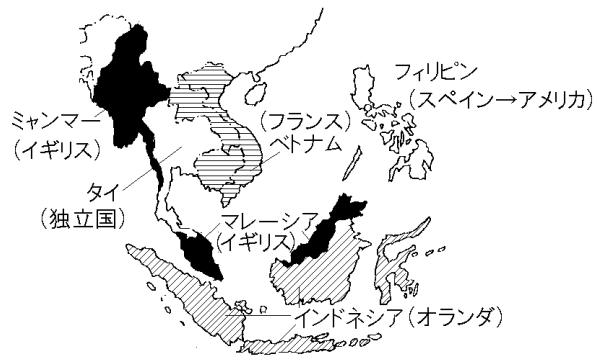 フィリピン
(スペイン→アメリカ)
ミャンマー
(イギリス)
(フランス)
ベトナム
タイ
(独立国)
マレーシア
(イギリス)
インドネシア(オランダ)